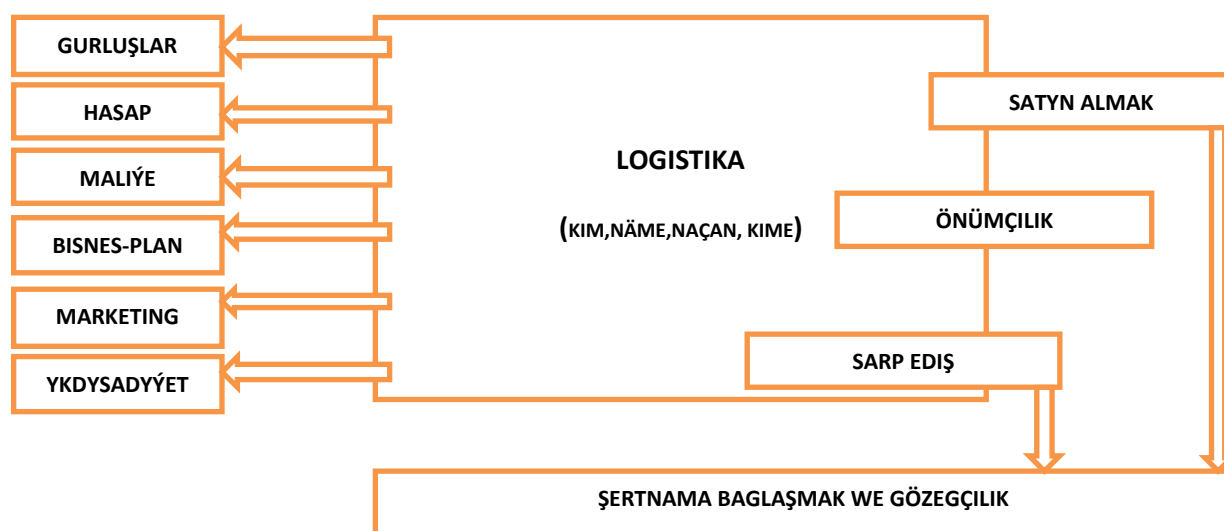 GURLUŞLAR
HASAP
MALIÝE
BISNES-PLAN
MARKETING
YKDYSADYÝET
LOGISTIKA
(KIM,NÄME,NAÇAN, KIME)
SATYN ALMAK
ÖNÜMÇILIK
SARP EDIŞ
ŞERTNAMA BAGLAŞMAK WE GÖZEGÇILIK